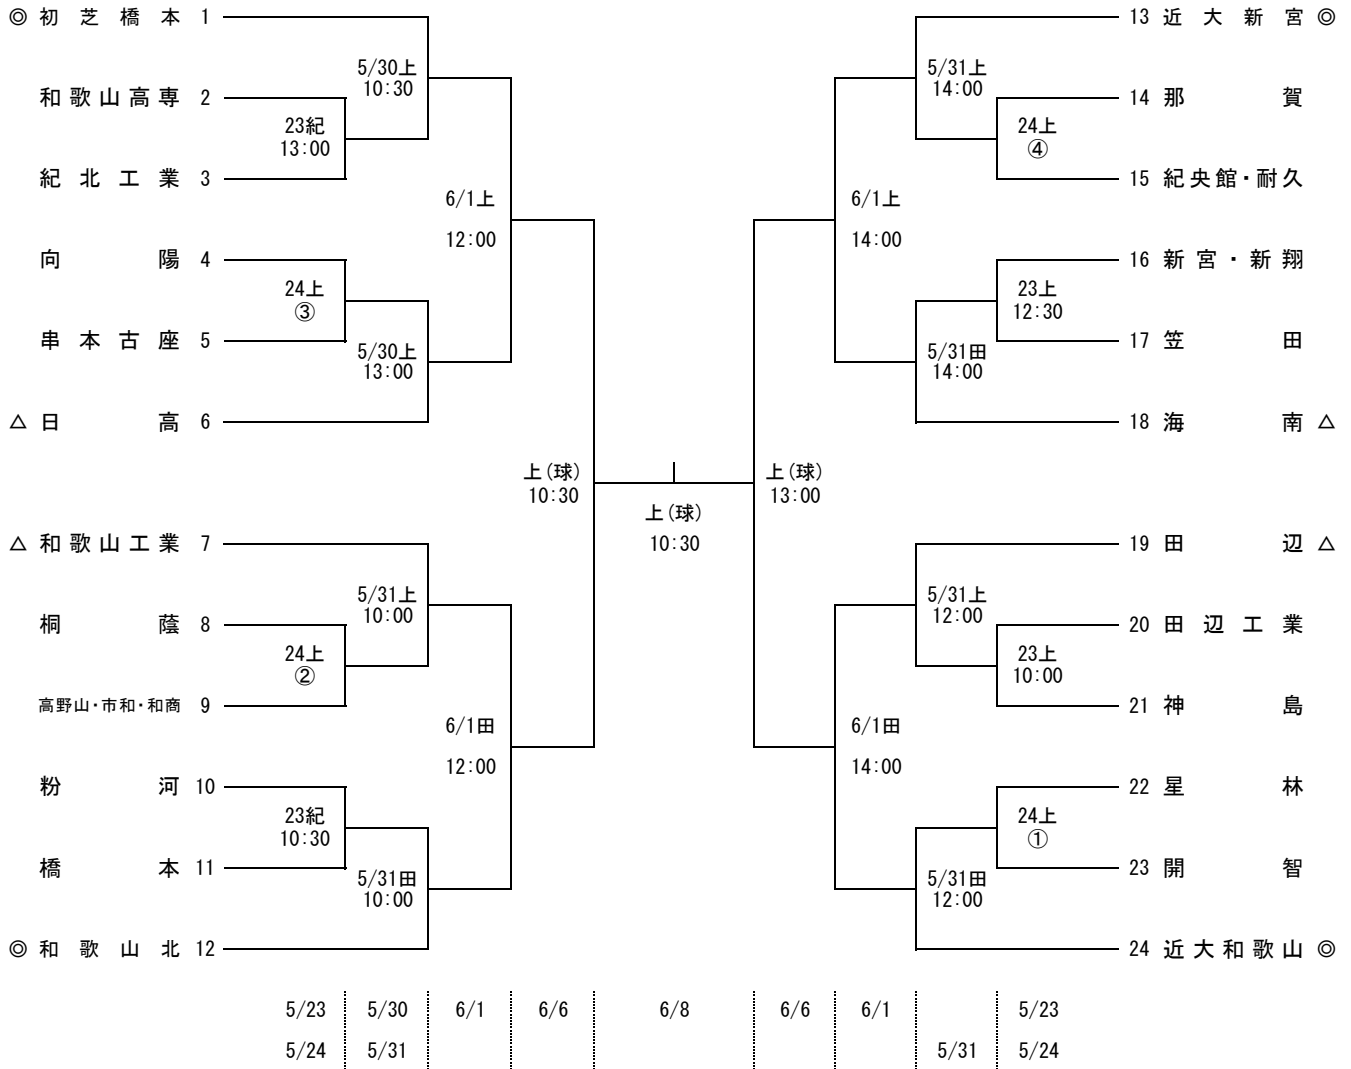 ◎ 初芝橋本 1
和歌山高専 2
紀北工業 3
向陽 4
串本古座 5
△ 日高 6
△ 和歌山工業 7
桐蔭 8
高野山・市和・和商 9
粉河 10
橋本 11
◎ 和歌山北 12
23紀
13:00
24上
③
24上
②
23紀
10:30
5/30上
10:30
5/30上
13:00
5/31上
10:00
5/31田
10:00
6/1上
12:00
6/1田
12:00
上(球)
10:30
上(球)
10:30
上(球)
13:00
6/1上
14:00
6/1田
14:00
5/31上
14:00
5/31田
14:00
5/31上
12:00
5/31田
12:00
24上
④
23上
12:30
23上
10:00
24上
①
13 近大新宮 ◎
14 那賀
15 紀央館・耐久
16 新宮・新翔
17 笠田
18 海南 △
19 田辺 △
20 田辺工業
21 神島
22 星林
23 開智
24 近大和歌山 ◎
5/23 5/30 6/1 6/6 6/8 6/6 6/1 5/23
5/24 5/31 5/31 5/24